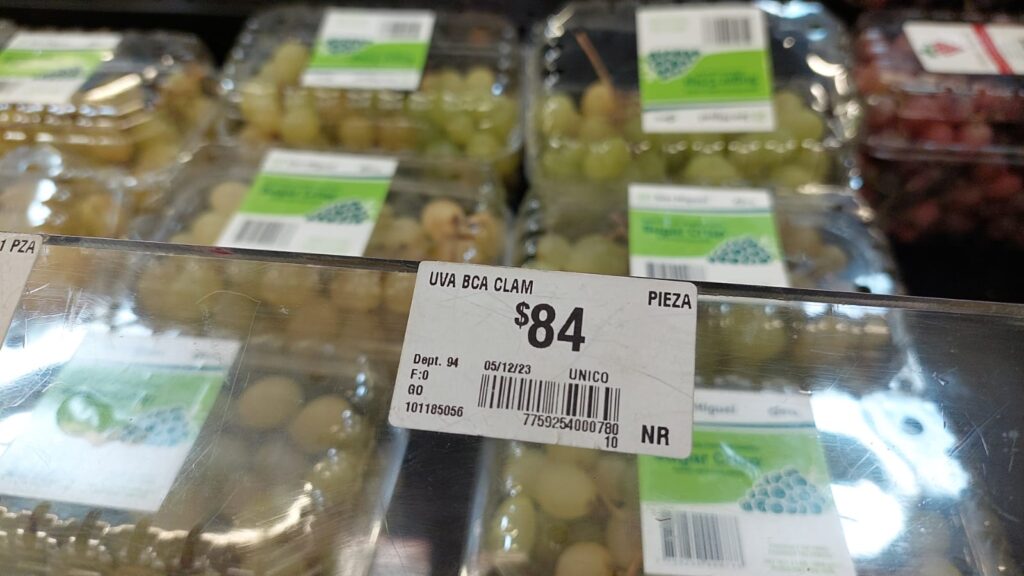 1 PZA
UVA BCA CLAM
PIEZA
$84
Dept. 94 05/12/23 UNICO
F:0
GO
101185056
7759254000780
10
NR
Miguel